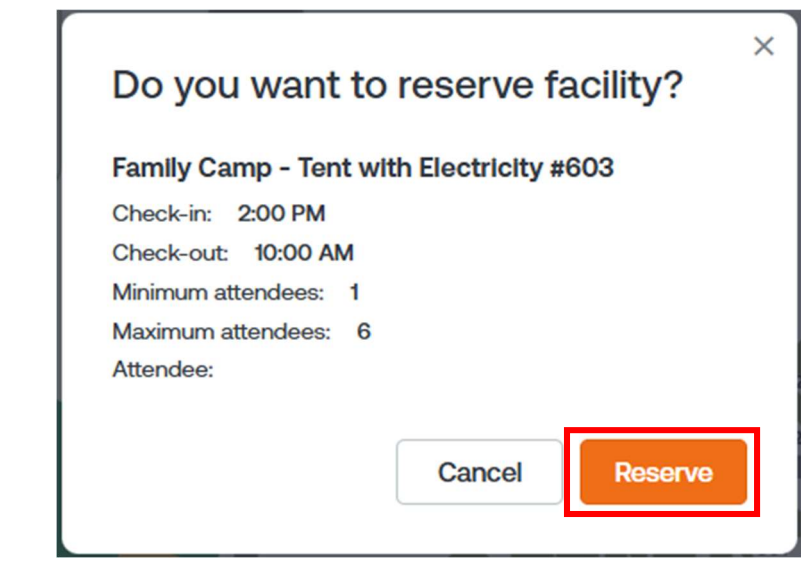 Do you want to reserve facility?
Family Camp - Tent with Electricity #603
Check-in: 2:00 PM
Check-out: 10:00 AM
Minimum attendees: 1
Maximum attendees: 6
Attendee:
Cancel Reserve